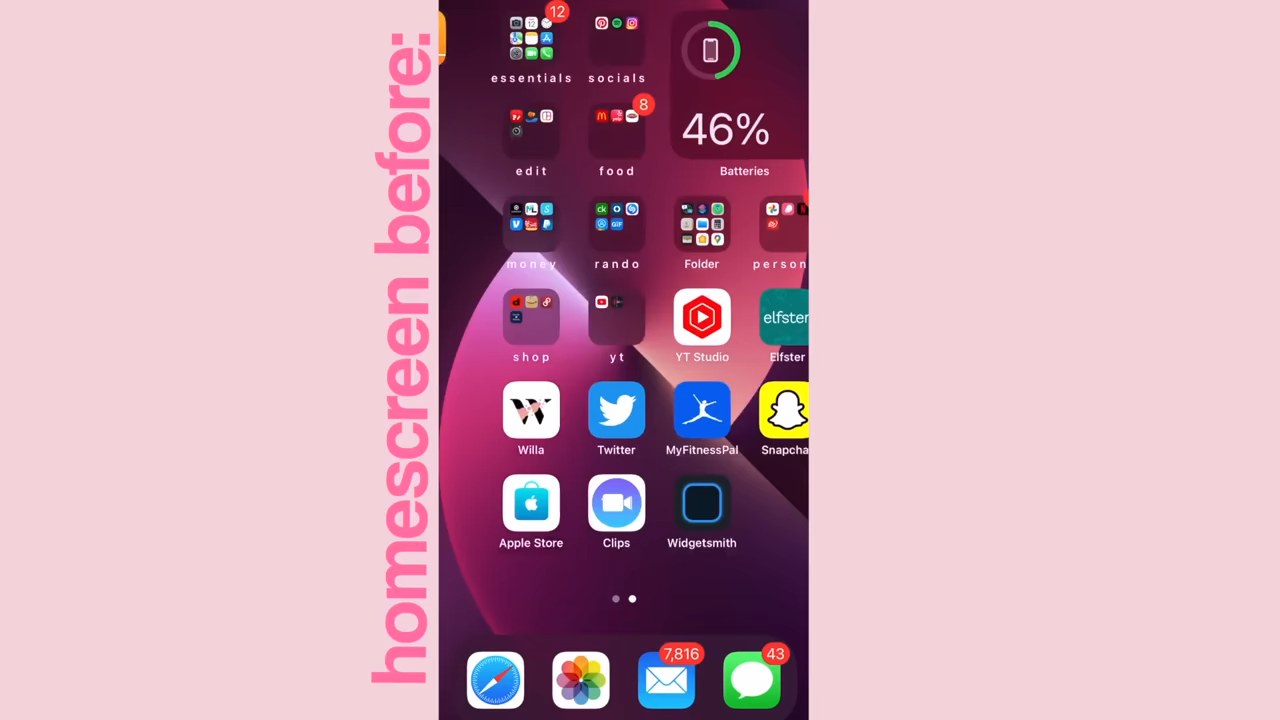 homescreen before:
12
essentials
socials
46%
Batteries
8
edit
food
money
rando
Folder
person
shop
yt
YT Studio
elfster
Elfster
Willa
Twitter
MyFitnessPal
Snapcha
Apple Store
Clips
Widgetsmith
7,816
43